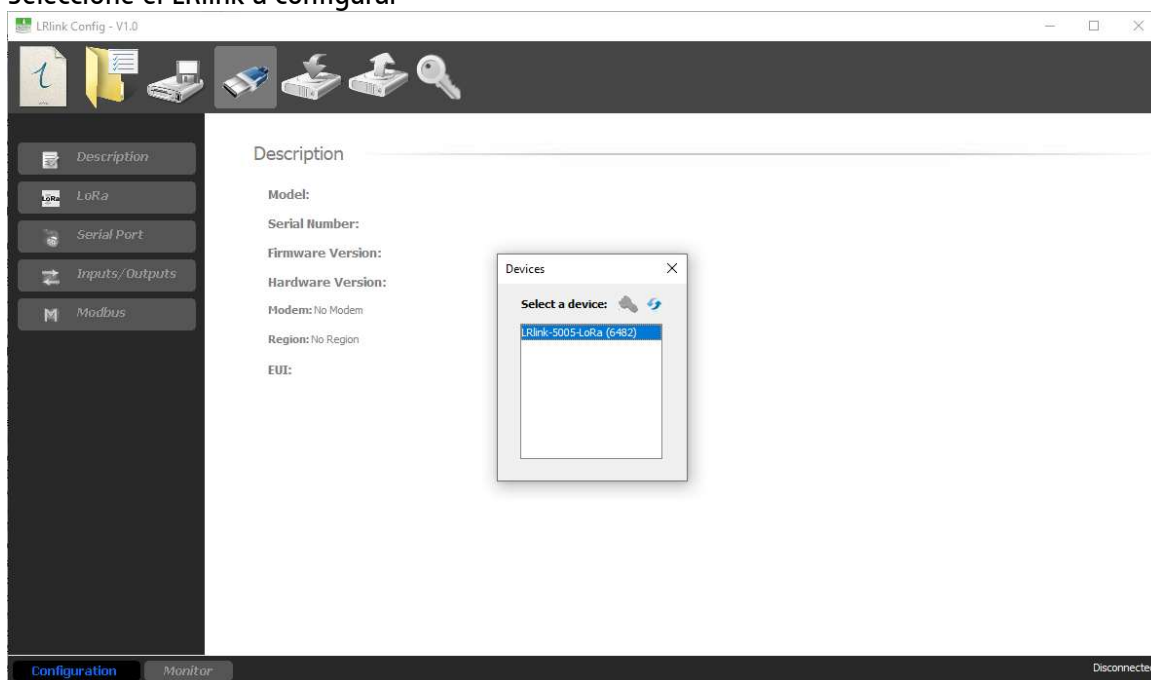 Seleccione el LRlink a configurar
LRlink Config - V1.0
Description
LoRa
Serial Port
Inputs/Outputs
Modbus
Description
Model:
Serial Number:
Firmware Version:
Hardware Version:
Modem: No Modem
Region: No Region
EUI:
Devices
Select a device:
LRlink-5005-LoRa (6482)
Configuration
Monitor
Disconnecte